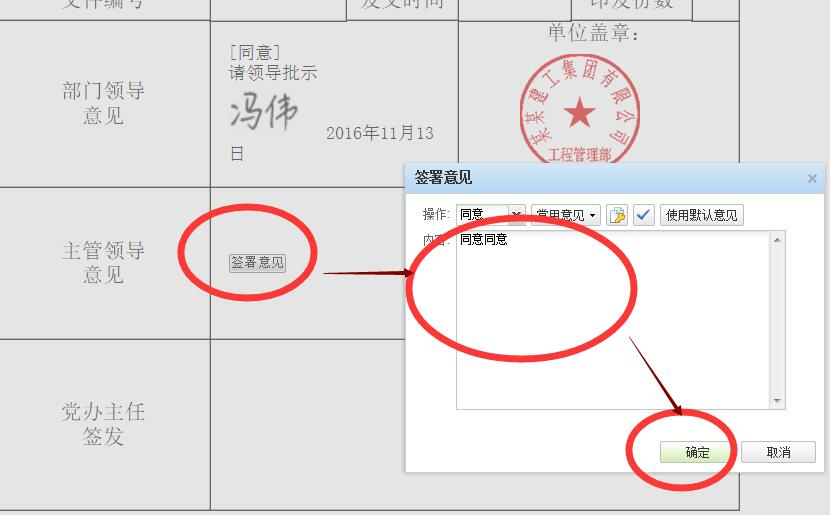 文件编号
发文时间
印发份数
单位盖章：
部门领导
意见
[同意]
请领导批示
冯伟
2016年11月13
日
某某建工集团有限公司
工程管理部
主管领导
意见
签署意见
党办主任
签发
签署意见
操作: 同意 常用意见 使用默认意见
内容: 同意同意
确定 取消